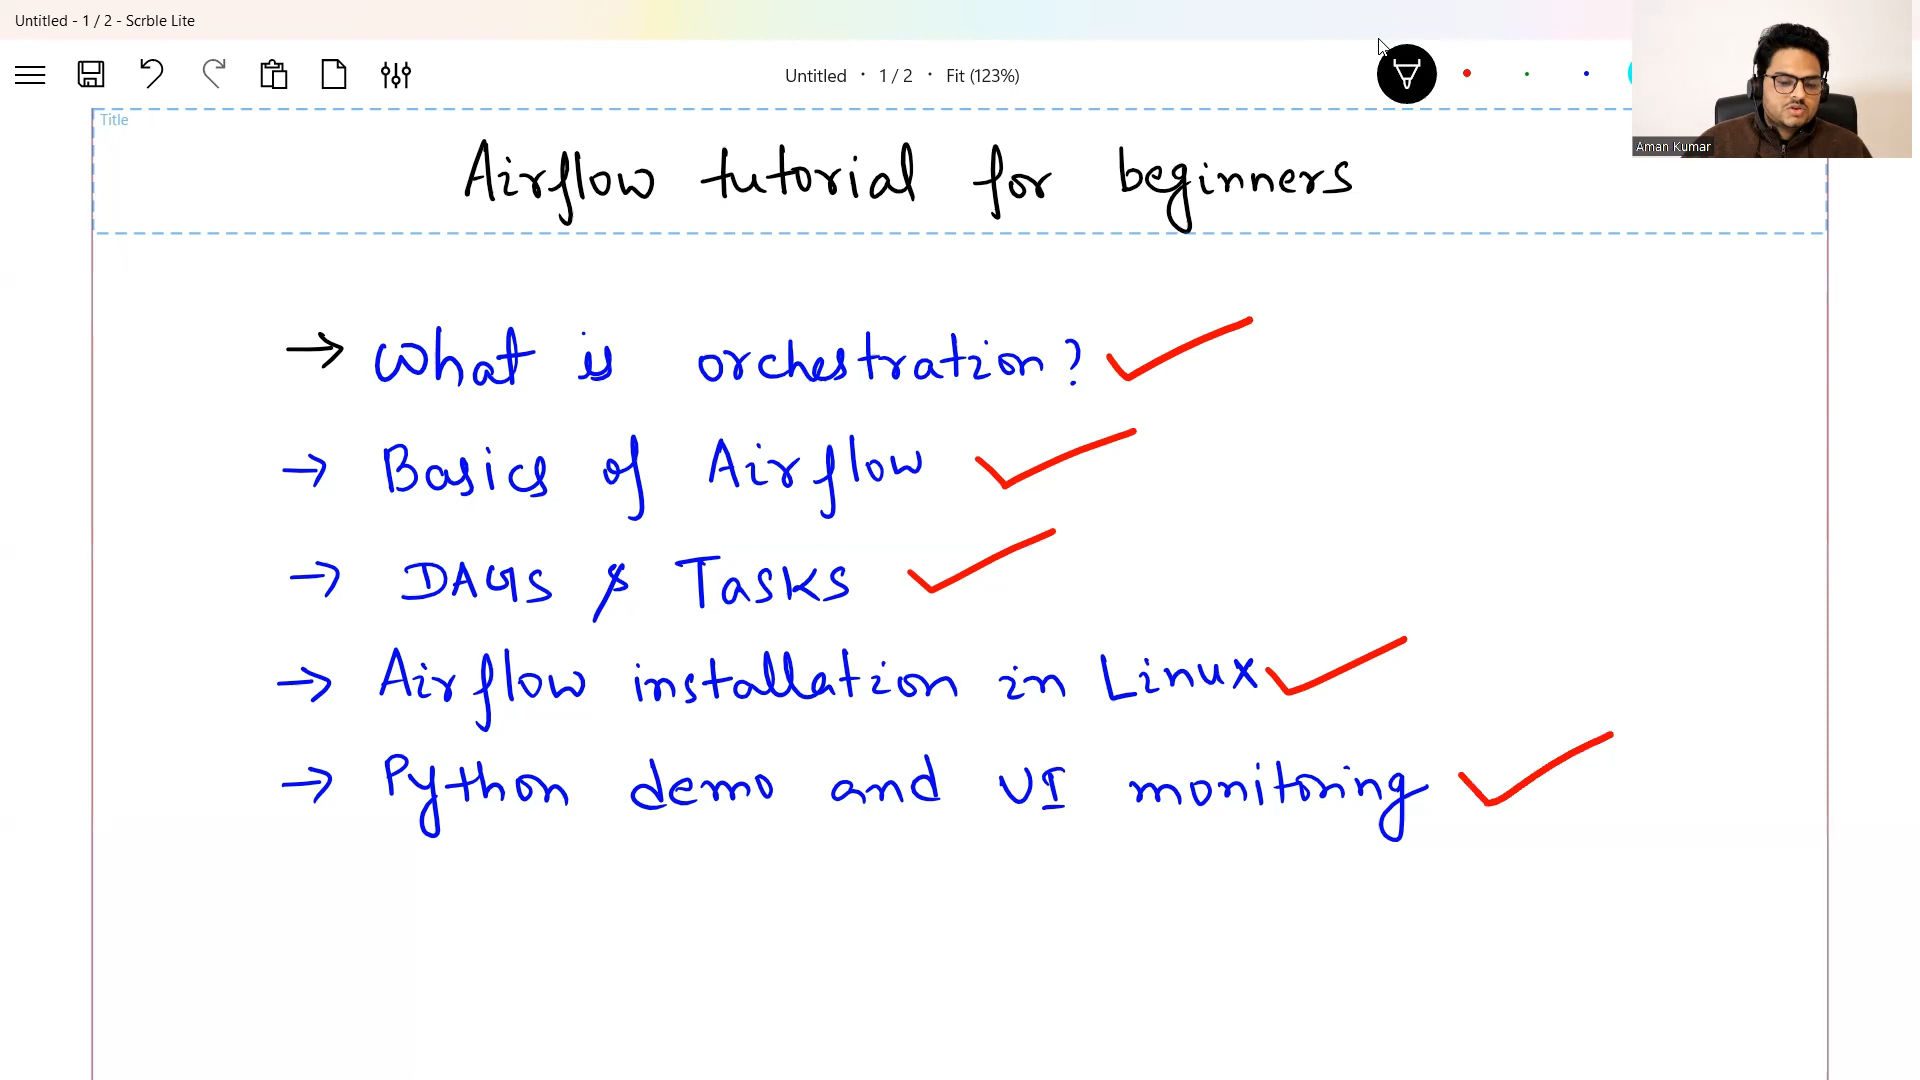 Untitled - 1 / 2 - Scrble Lite
Untitled • 1 / 2 • Fit (123%)
Aman Kumar
Title
Airflow tutorial for beginners
→ What is orchestration?
→ Basics of Airflow
→ DAGs & Tasks
→ Airflow installation in Linux
→ Python demo and UI monitoring